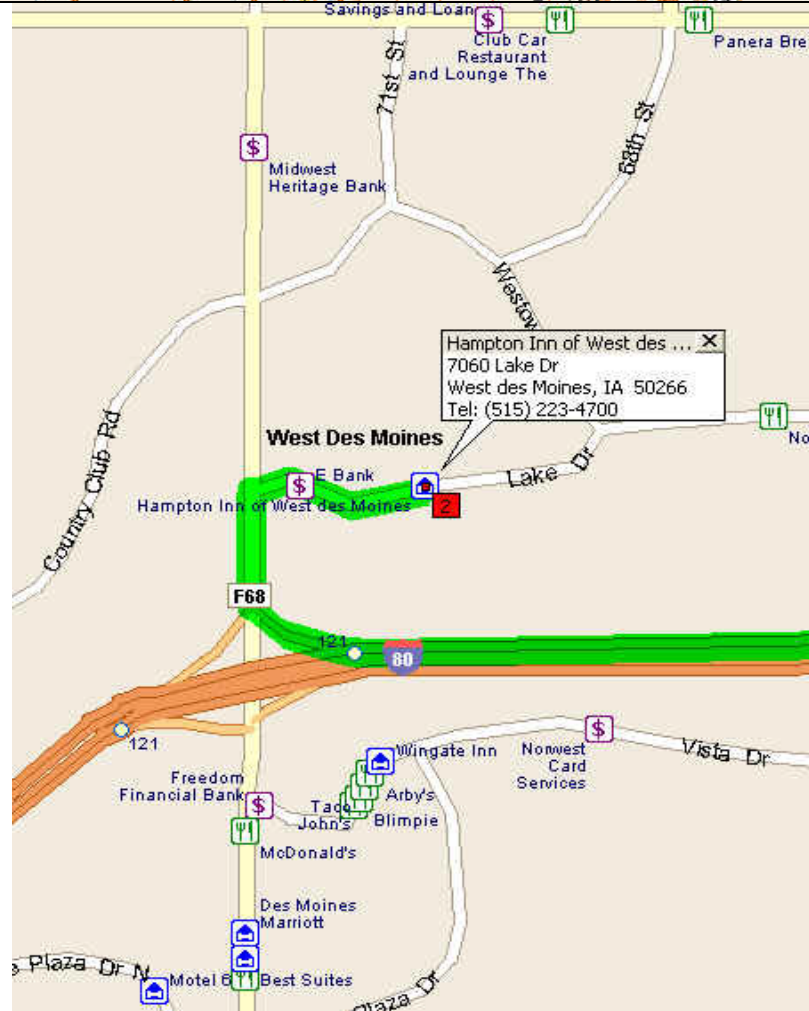 Savings and Loan
Club Car
Restaurant
and Lounge The
Panera Bre
71st St
68th St
Midwest
Heritage Bank
Westow
Hampton Inn of West des ...
7060 Lake Dr
West des Moines, IA 50266
Tel: (515) 223-4700
No
Country Club Rd
West Des Moines
E Bank
Lake Dr
Hampton Inn of West des Moines
2
F68
121
80
121
Wingate Inn
Norwest
Card
Services
Vista Dr
Freedom
Financial Bank
Taco
John's
Arby's
Blimpie
McDonald's
Des Moines
Marriott
e Plaza Dr N
Motel 6
Best Suites
Plaza Dr